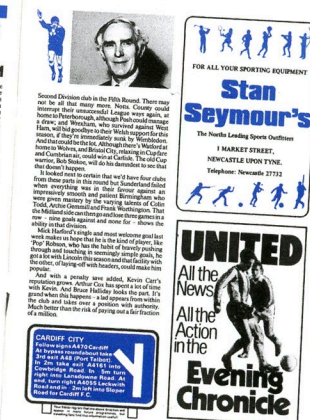 Second Division club in the Fifth Round. There may
not be all that many more. Notts. County could
interrupt their unsuccessful League ways again, at
home to Peterborough, although Posh could manage
a draw; and Wrexham, who survived against West
Ham, will bid goodbye to their Welsh support for this
season, if they're immediately sunk by Wimbledon.
And that could be the lot. Although there's Watford at
home to Wolves, and Bristol City, relaxing in Cup fare
and Cumbrian air, could win at Carlisle. The old Cup
warrior, Bob Stokoe, will do his damndest to see that
that doesn't happen.
It looked next to certain that we'd have four clubs
from these parts in this round but Sunderland failed
when everything was in their favour against an
impressively smooth and patient Birmingham who
were given mastery by the varying talents of Colin
Todd, Archie Gemmill and Frank Worthington. That
the Midland side can then go and lose three games in a
row - nine goals against and none for - shows the
ability in that division.
Mick Harford's single and most welcome goal last
week makes us hope that he is the kind of player, like
'Pop' Robson, who has the habit of bravely pushing
through and touching in seemingly simple goals, he
got a lot with Lincoln this season and that facility with
the other, of laying-off with headers, could make him
popular.
And with a penalty save added, Kevin Carr's
reputation grows. Arthur Cox has spent a lot of time
with Kevin. And Bruce Halliday looks the part. It's
grand when this happens - a lad appears from within
the club and takes over a position with authority.
Much better than the risk of paying out a fair fraction
of a million.
CARDIFF CITY
Follow signs A470 Cardiff
At bypass roundabout take
3rd exit A48 (Port Talbot)
In 2m take exit A4161 into
Cowbridge Road. In 5m turn
right into Lansdowne Road. At
end, turn right A4055 Leckwith
Road and in ¼m left into Sloper
Road for Cardiff City F.C.
FOR ALL YOUR SPORTING EQUIPMENT
Stan
Seymour's
The Norths Leading Sports Outfitters
1 MARKET STREET,
NEWCASTLE UPON TYNE.
Telephone: Newcastle 27732
UNITED
All the
News
All the
Action
in the
Evening
Chronicle